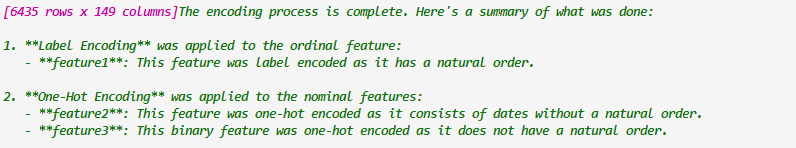 [6435 rows x 149 columns]The encoding process is complete. Here's a summary of what was done:
1. **Label Encoding** was applied to the ordinal feature:
- **feature1**: This feature was label encoded as it has a natural order.
2. **One-Hot Encoding** was applied to the nominal features:
- **feature2**: This feature was one-hot encoded as it consists of dates without a natural order.
- **feature3**: This binary feature was one-hot encoded as it does not have a natural order.